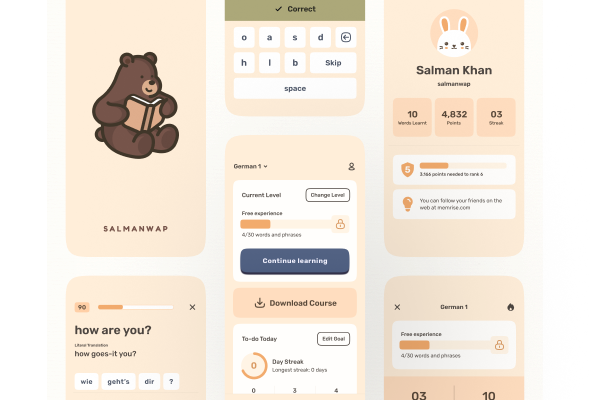 SALMANWAP
90
how are you?
Literal Translation
how goes-it you?
wie geht's dir ?
Correct
o a s d
h l b Skip
space
German 1
Current Level
Change Level
Free experience
4/30 words and phrases
Continue learning
Download Course
To-do Today
Edit Goal
0
Day Streak
Longest streak: 0 days
0 3 4
Salman Khan
salmanwap
10 4,832 03
Words Learnt Points Streak
5
3,166 points needed to rank 6
You can follow your friends on the
web at memrise.com
German 1
Free experience
4/30 words and phrases
03 10